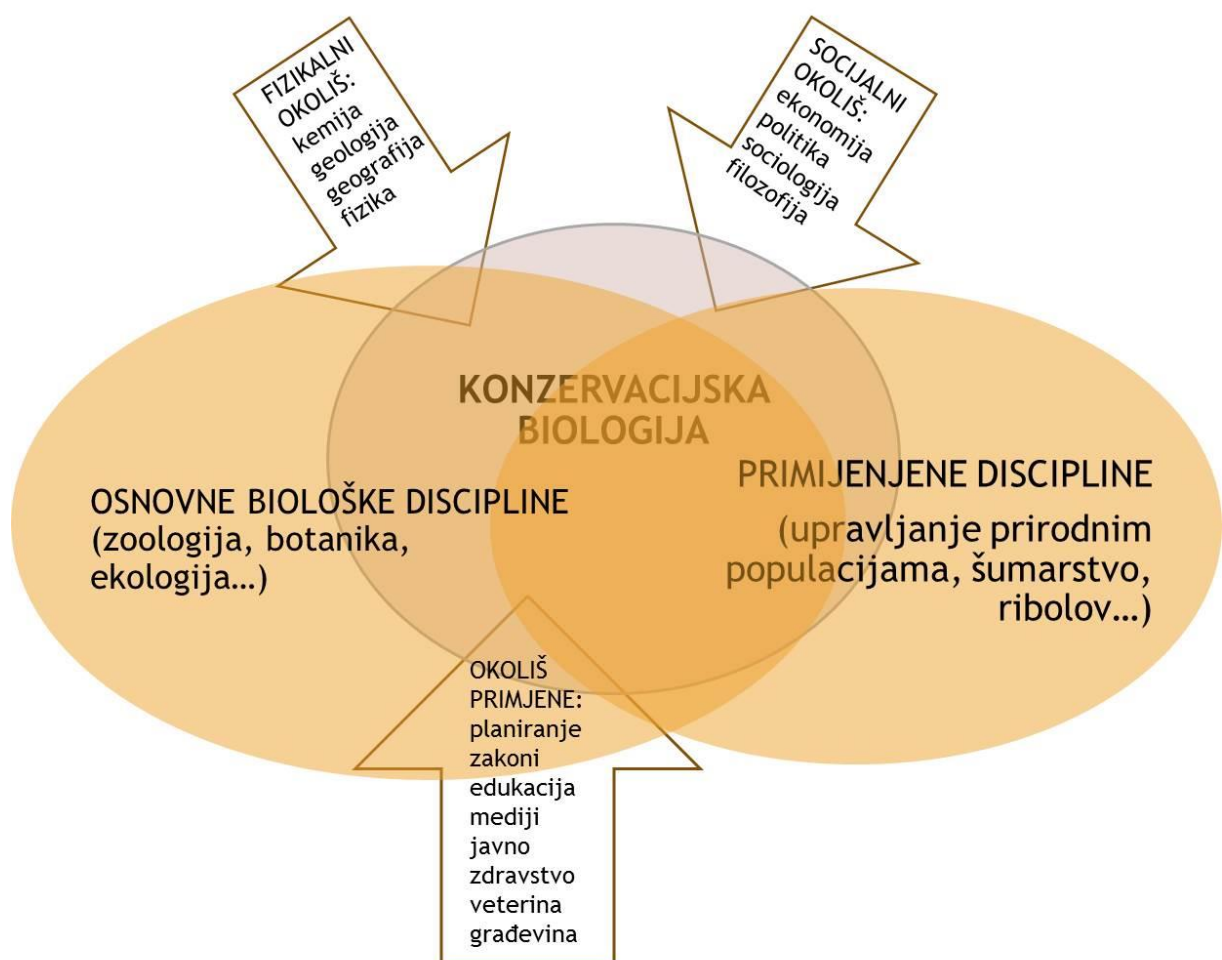 FIZIKALNI
OKOLIŠ:
kemija
geologija
geografija
fizika
SOCIJALNI
OKOLIŠ:
ekonomija
politika
sociologija
filozofija
KONZERVACIJSKA
BIOLOGIJA
OSNOVNE BIOLOŠKE DISCIPLINE
(zoologija, botanika,
ekologija…)
PRIMIJENJENE DISCIPLINE
(upravljanje prirodnim
populacijama, šumarstvo,
ribolov…)
OKOLIŠ
PRIMJENE:
planiranje
zakoni
edukacija
mediji
javno
zdravstvo
veterina
građevina